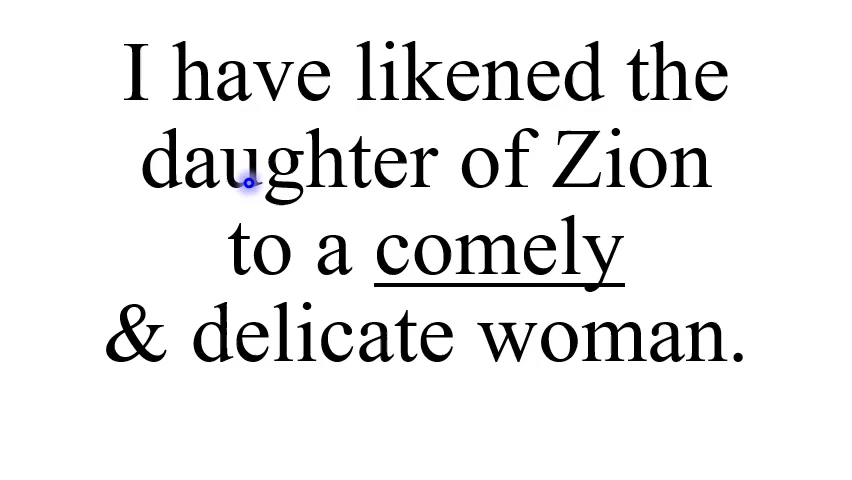 I have likened the
daughter of Zion
to a comely
& delicate woman.